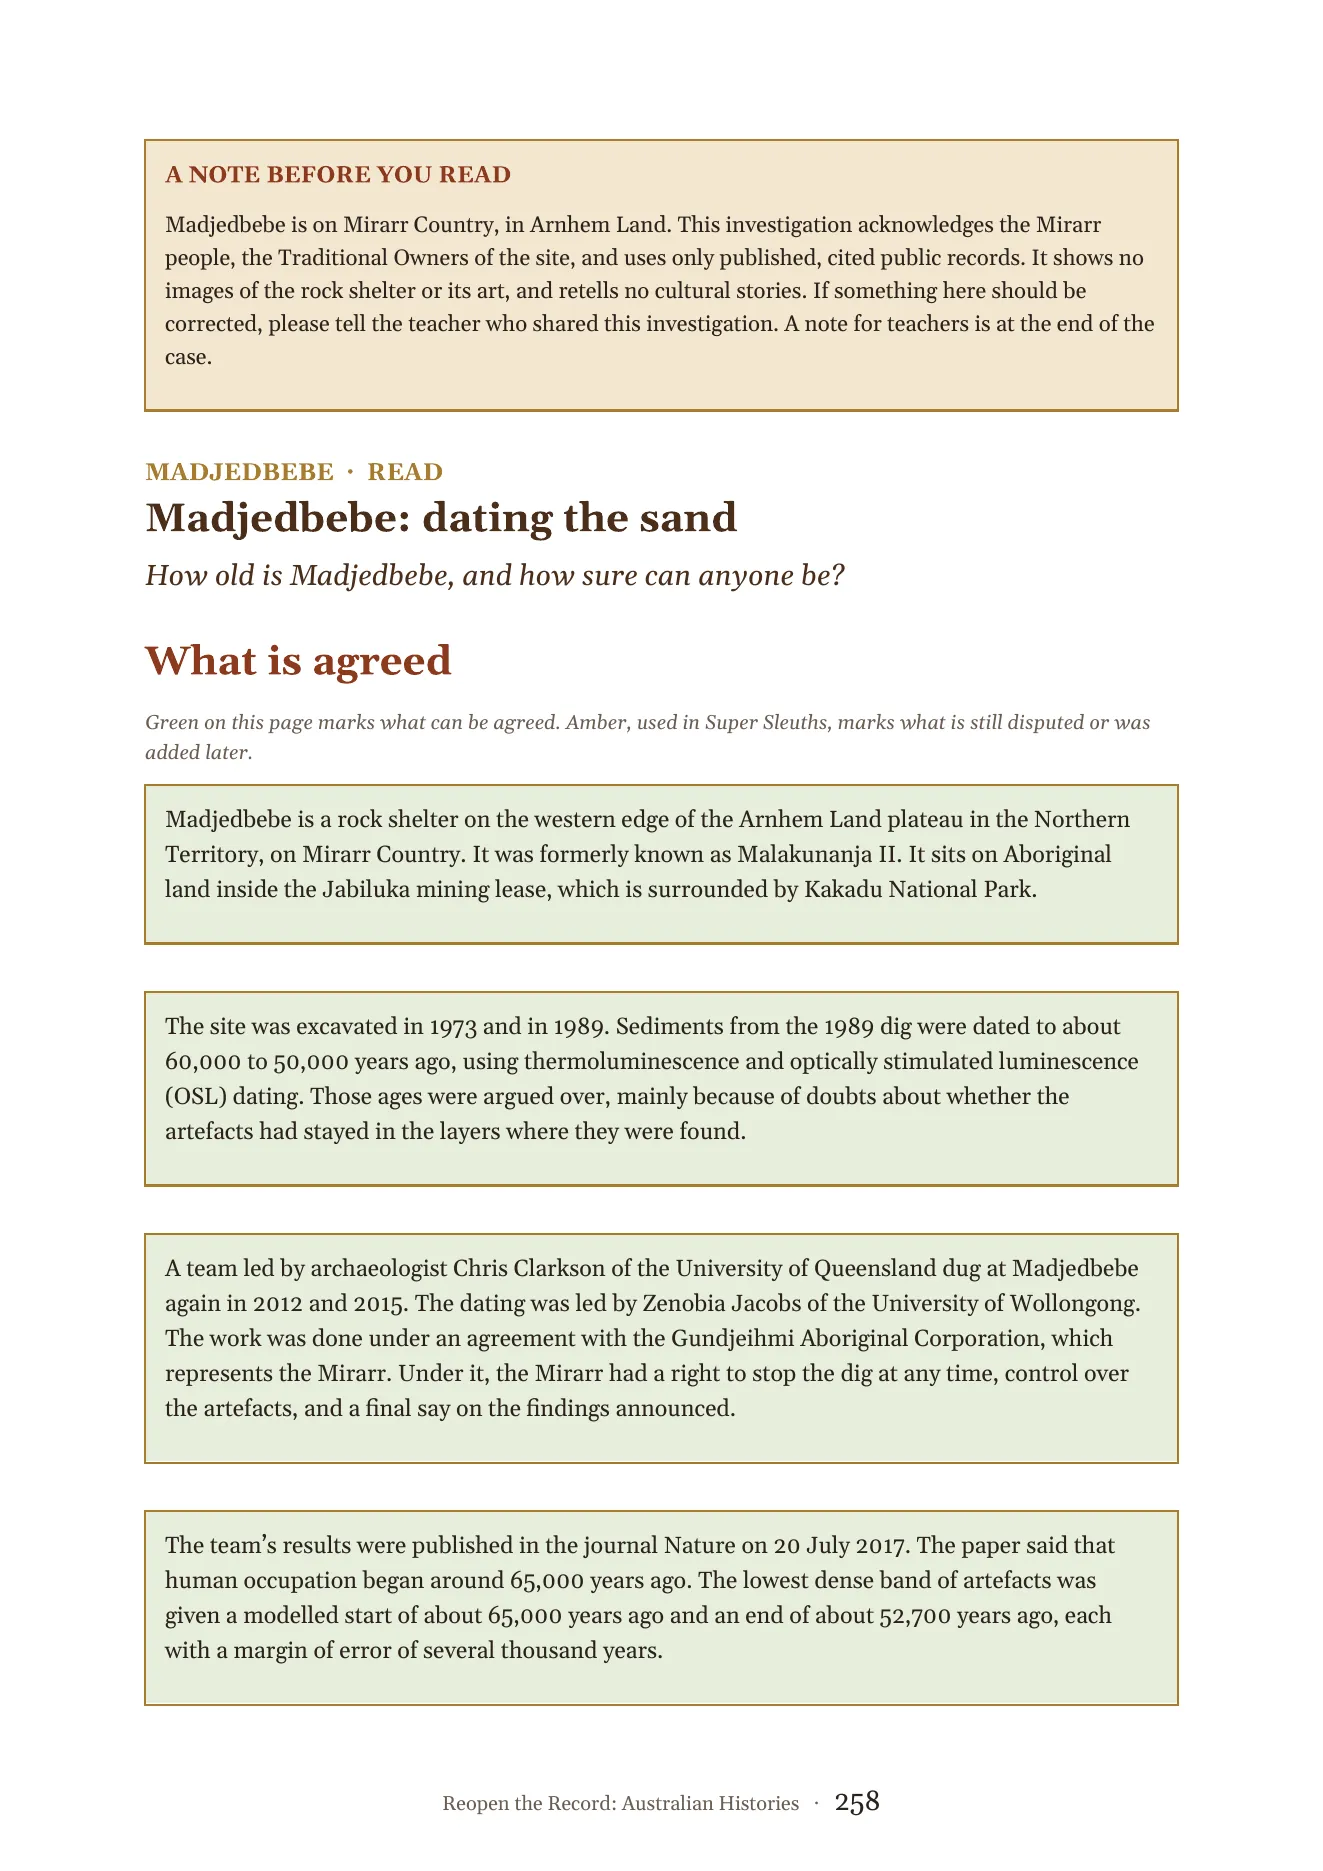 A NOTE BEFORE YOU READ
Madjedbebe is on Mirarr Country, in Arnhem Land. This investigation acknowledges the Mirarr
people, the Traditional Owners of the site, and uses only published, cited public records. It shows no
images of the rock shelter or its art, and retells no cultural stories. If something here should be
corrected, please tell the teacher who shared this investigation. A note for teachers is at the end of the
case.
MADJEDBEBE · READ
Madjedbebe: dating the sand
How old is Madjedbebe, and how sure can anyone be?
What is agreed
Green on this page marks what can be agreed. Amber, used in Super Sleuths, marks what is still disputed or was
added later.
Madjedbebe is a rock shelter on the western edge of the Arnhem Land plateau in the Northern
Territory, on Mirarr Country. It was formerly known as Malakunanja II. It sits on Aboriginal
land inside the Jabiluka mining lease, which is surrounded by Kakadu National Park.
The site was excavated in 1973 and in 1989. Sediments from the 1989 dig were dated to about
60,000 to 50,000 years ago, using thermoluminescence and optically stimulated luminescence
(OSL) dating. Those ages were argued over, mainly because of doubts about whether the
artefacts had stayed in the layers where they were found.
A team led by archaeologist Chris Clarkson of the University of Queensland dug at Madjedbebe
again in 2012 and 2015. The dating was led by Zenobia Jacobs of the University of Wollongong.
The work was done under an agreement with the Gundjeihmi Aboriginal Corporation, which
represents the Mirarr. Under it, the Mirarr had a right to stop the dig at any time, control over
the artefacts, and a final say on the findings announced.
The team’s results were published in the journal Nature on 20 July 2017. The paper said that
human occupation began around 65,000 years ago. The lowest dense band of artefacts was
given a modelled start of about 65,000 years ago and an end of about 52,700 years ago, each
with a margin of error of several thousand years.
Reopen the Record: Australian Histories · 258